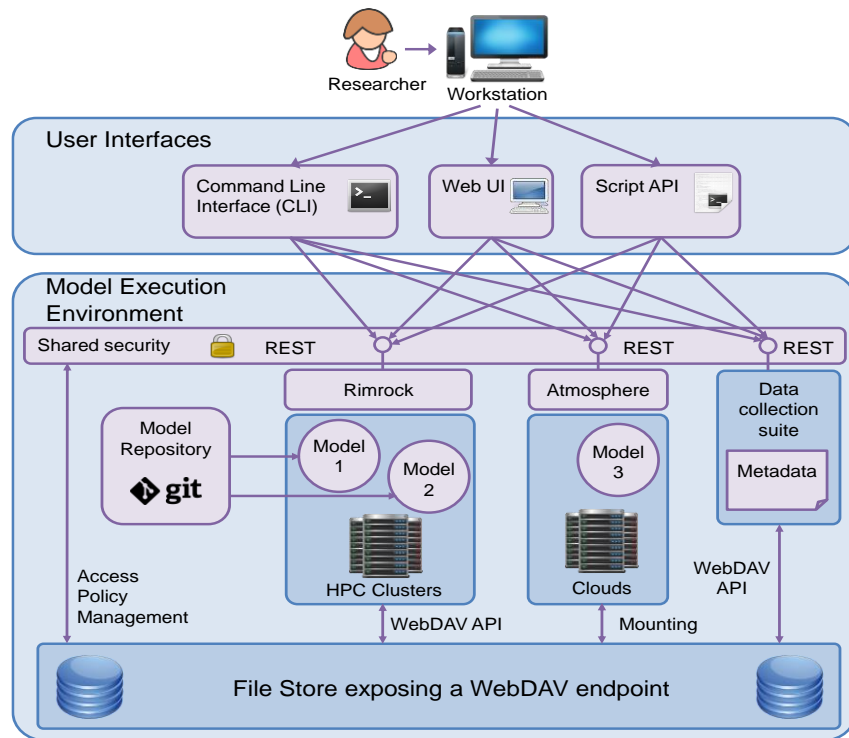 Researcher
Workstation
User Interfaces
Command Line
Interface (CLI)
>_
Web UI
Script API
>_
Model Execution
Environment
Shared security
REST
REST
REST
Rimrock
Atmosphere
Data
collection
suite
Model
Repository
git
Model
1
Model
2
Model
3
Metadata
HPC Clusters
Clouds
WebDAV
API
Access
Policy
Management
WebDAV API
Mounting
File Store exposing a WebDAV endpoint